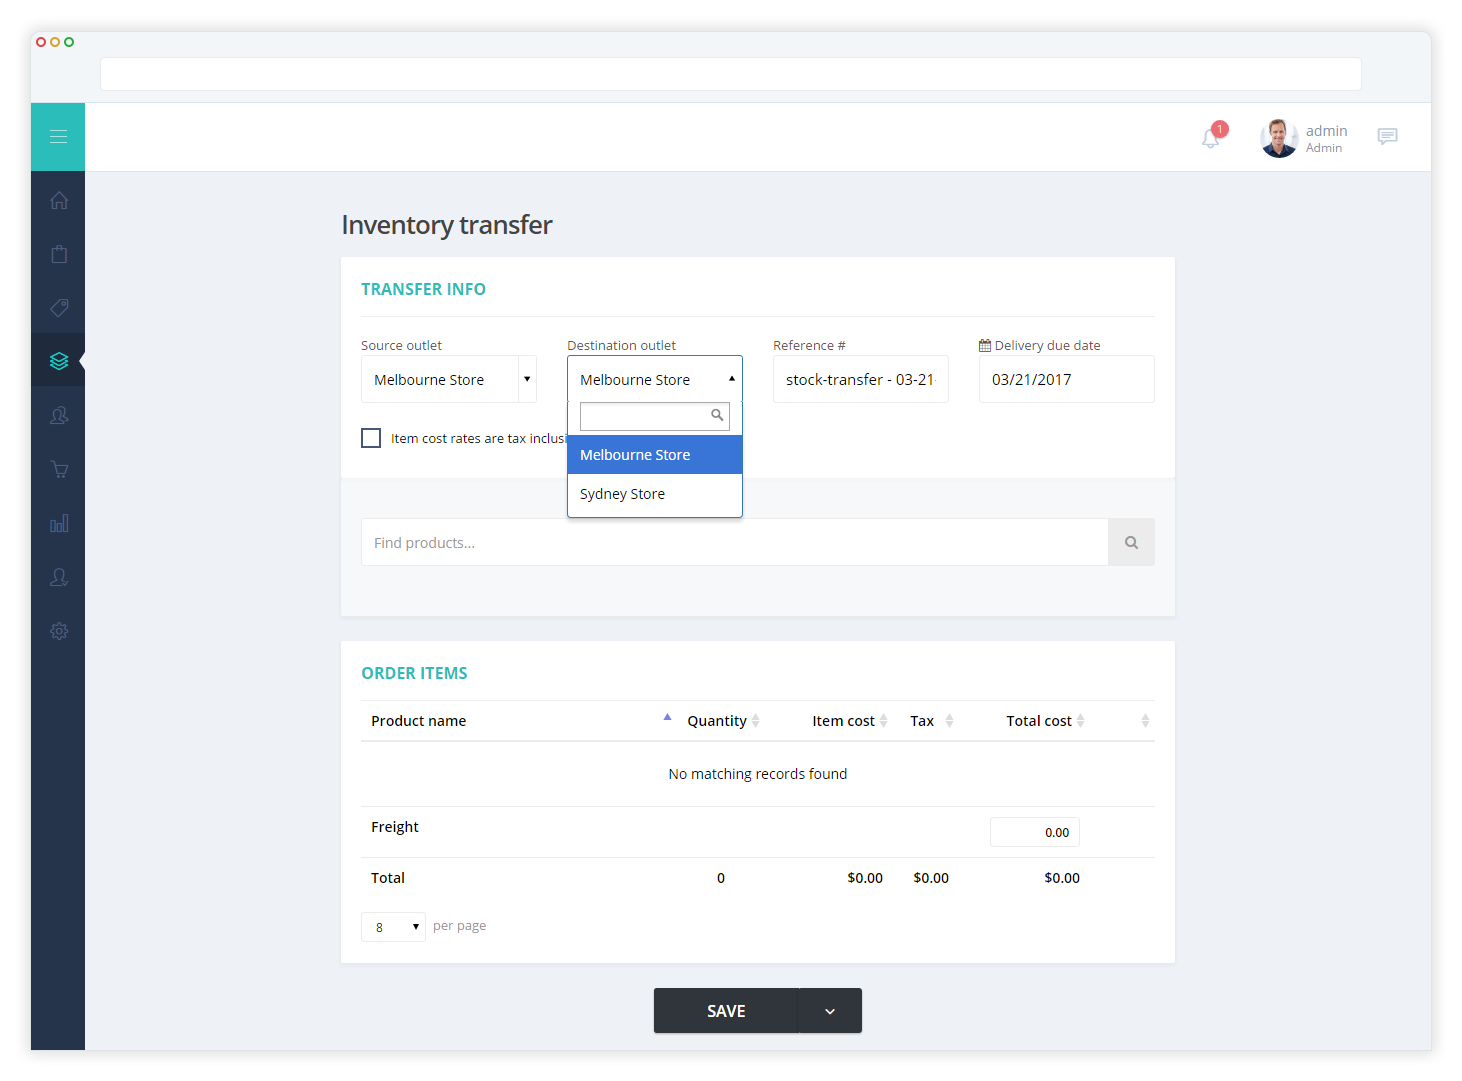 1
admin
Admin
Inventory transfer
TRANSFER INFO
Source outlet
Destination outlet
Reference #
Delivery due date
Melbourne Store
Melbourne Store
stock-transfer - 03-21-
03/21/2017
Item cost rates are tax inclusi
Melbourne Store
Sydney Store
Find products...
ORDER ITEMS
Product name Quantity Item cost Tax Total cost
No matching records found
Freight 0.00
Total 0 $0.00 $0.00 $0.00
8 per page
SAVE